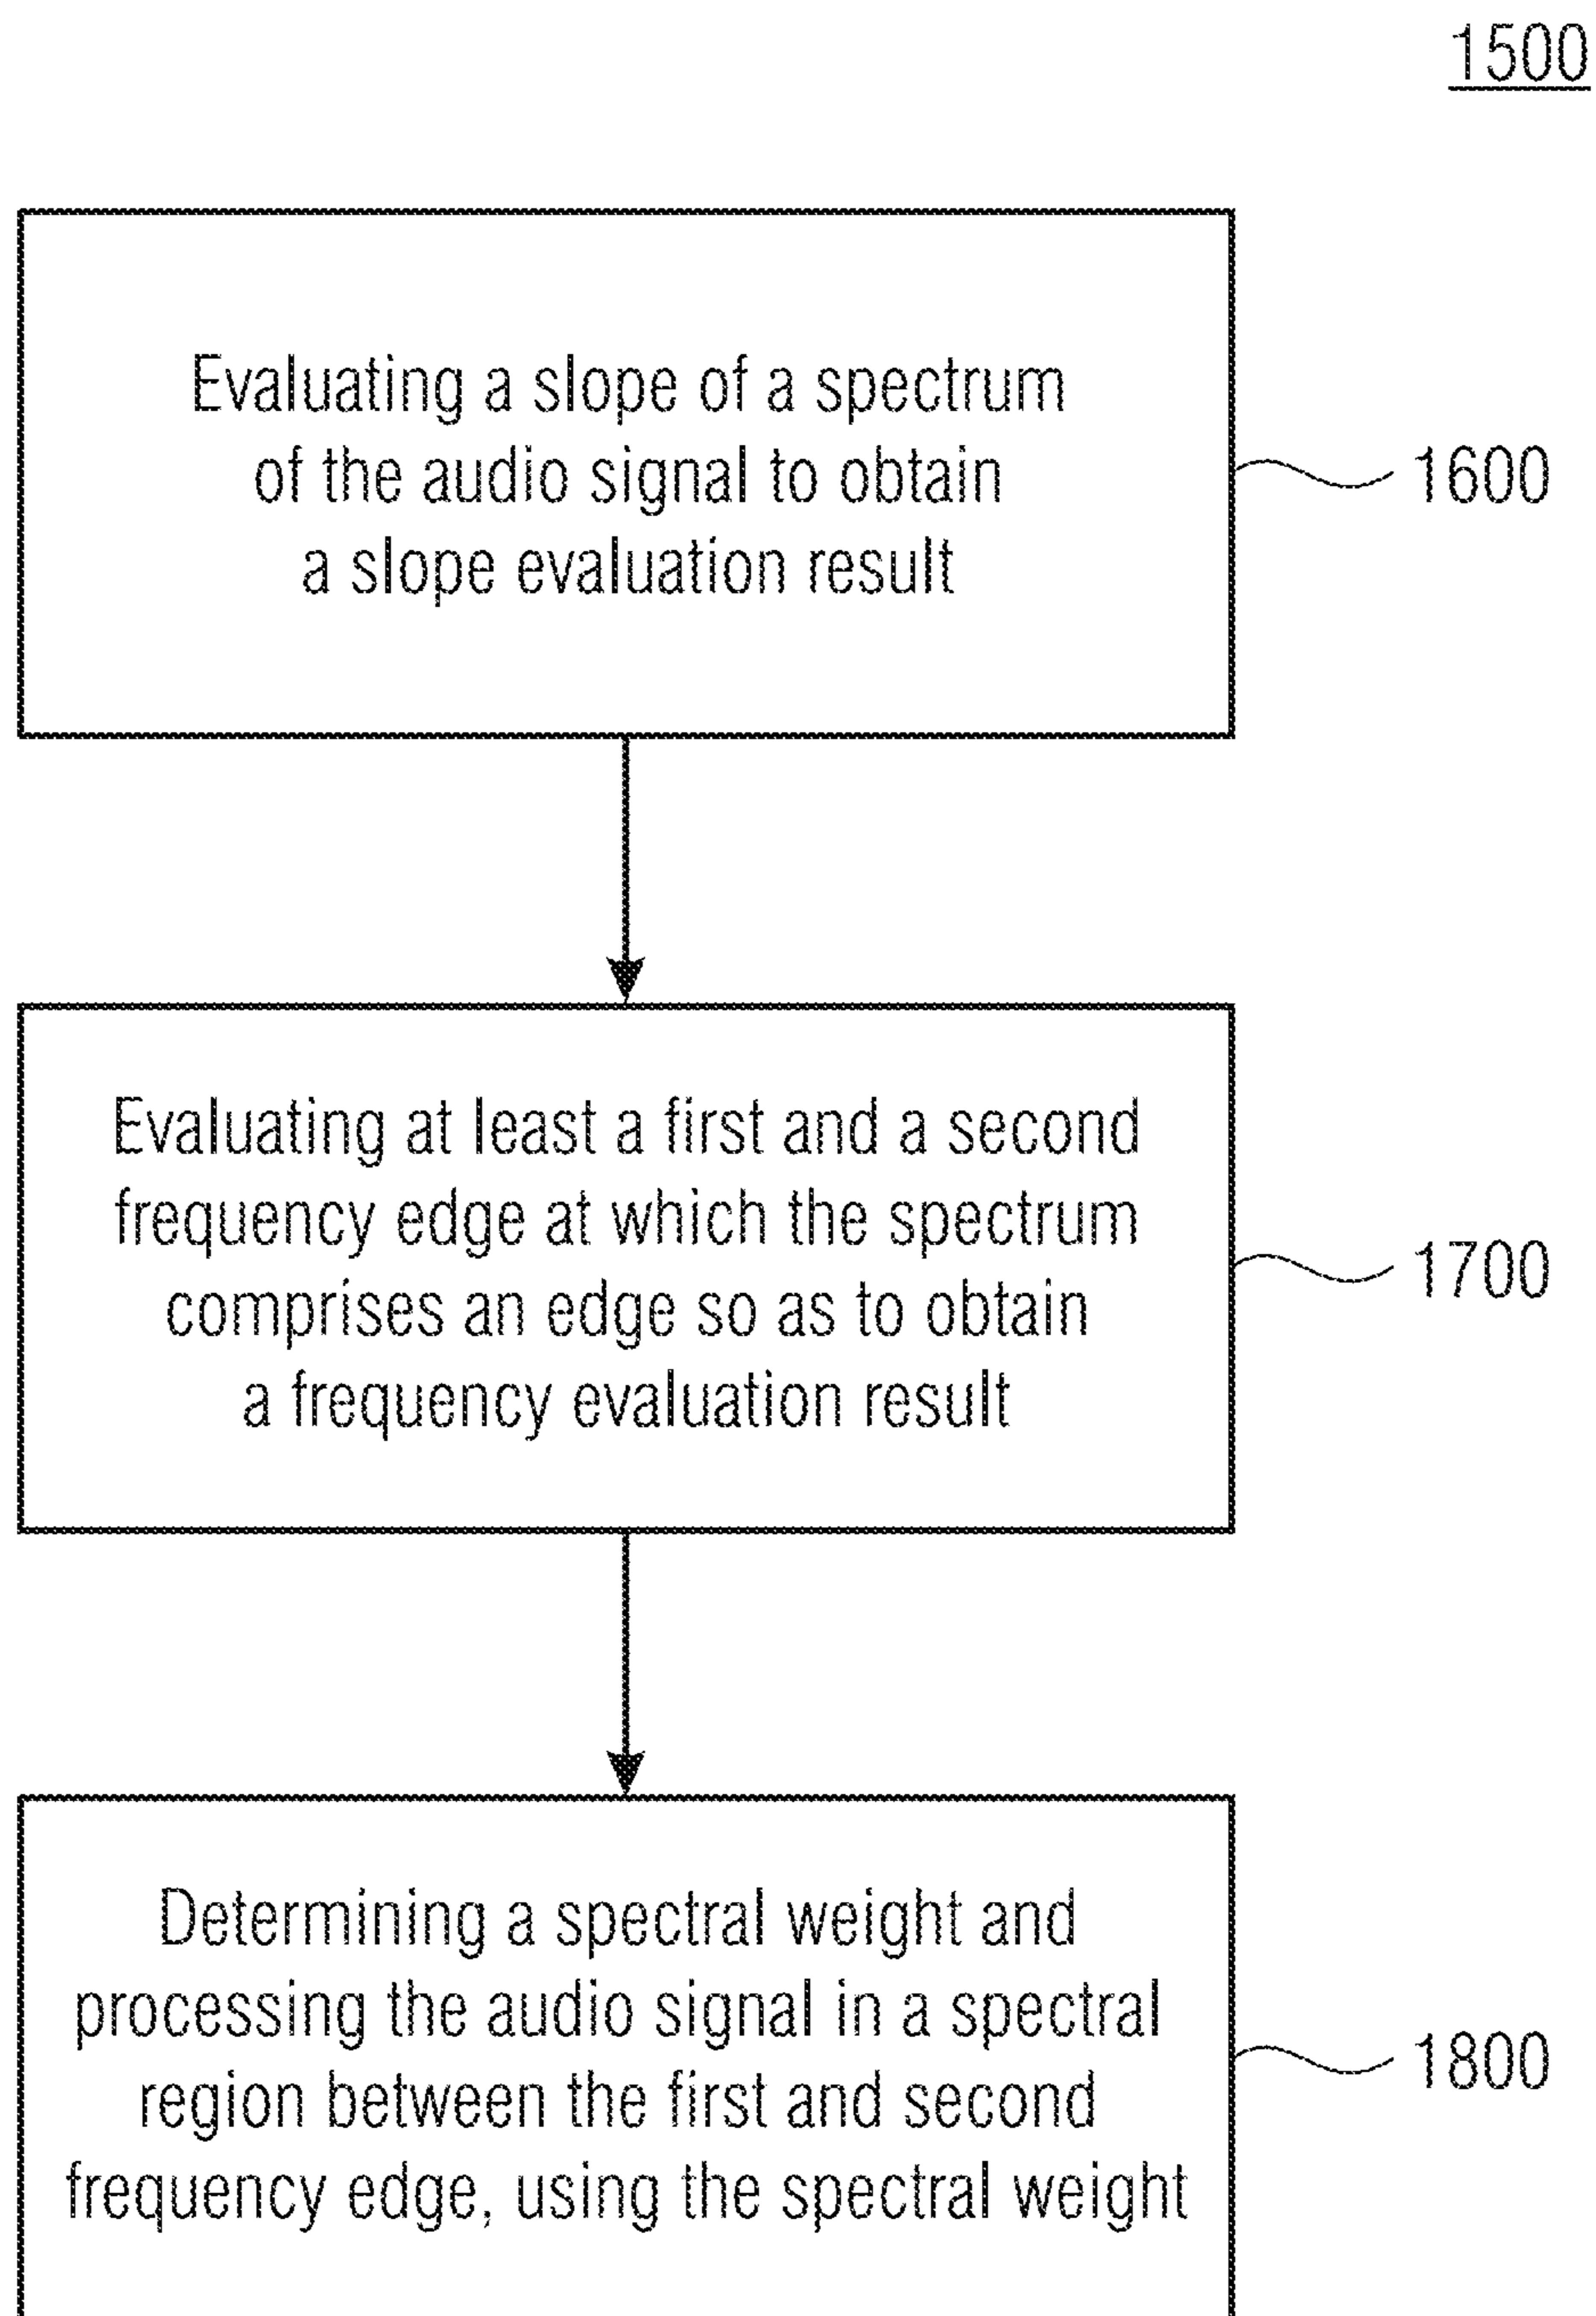 1500
Evaluating a slope of a spectrum
of the audio signal to obtain
a slope evaluation result
1600
Evaluating at least a first and a second
frequency edge at which the spectrum
comprises an edge so as to obtain
a frequency evaluation result
1700
Determining a spectral weight and
processing the audio signal in a spectral
region between the first and second
frequency edge, using the spectral weight
1800